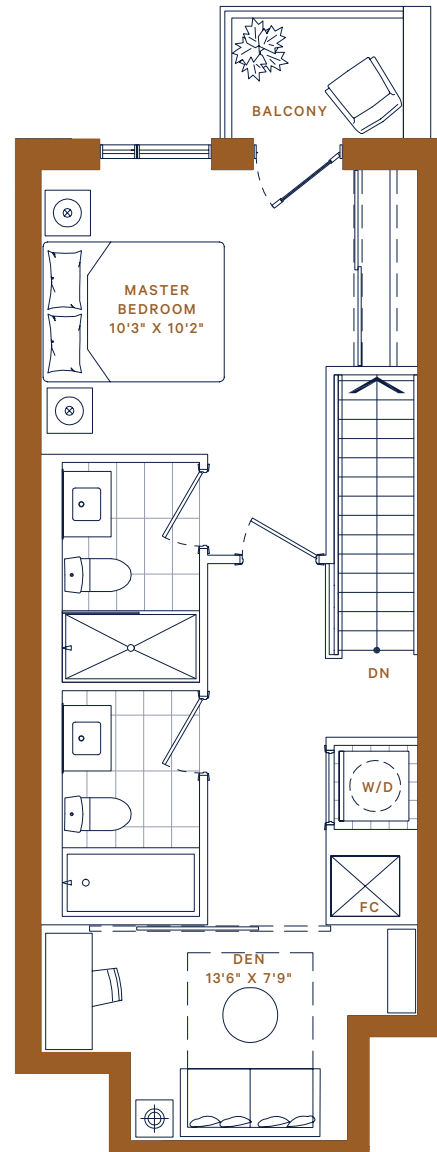 BALCONY
MASTER
BEDROOM
10'3" X 10'2"
DN
W/D
FC
DEN
13'6" X 7'9"